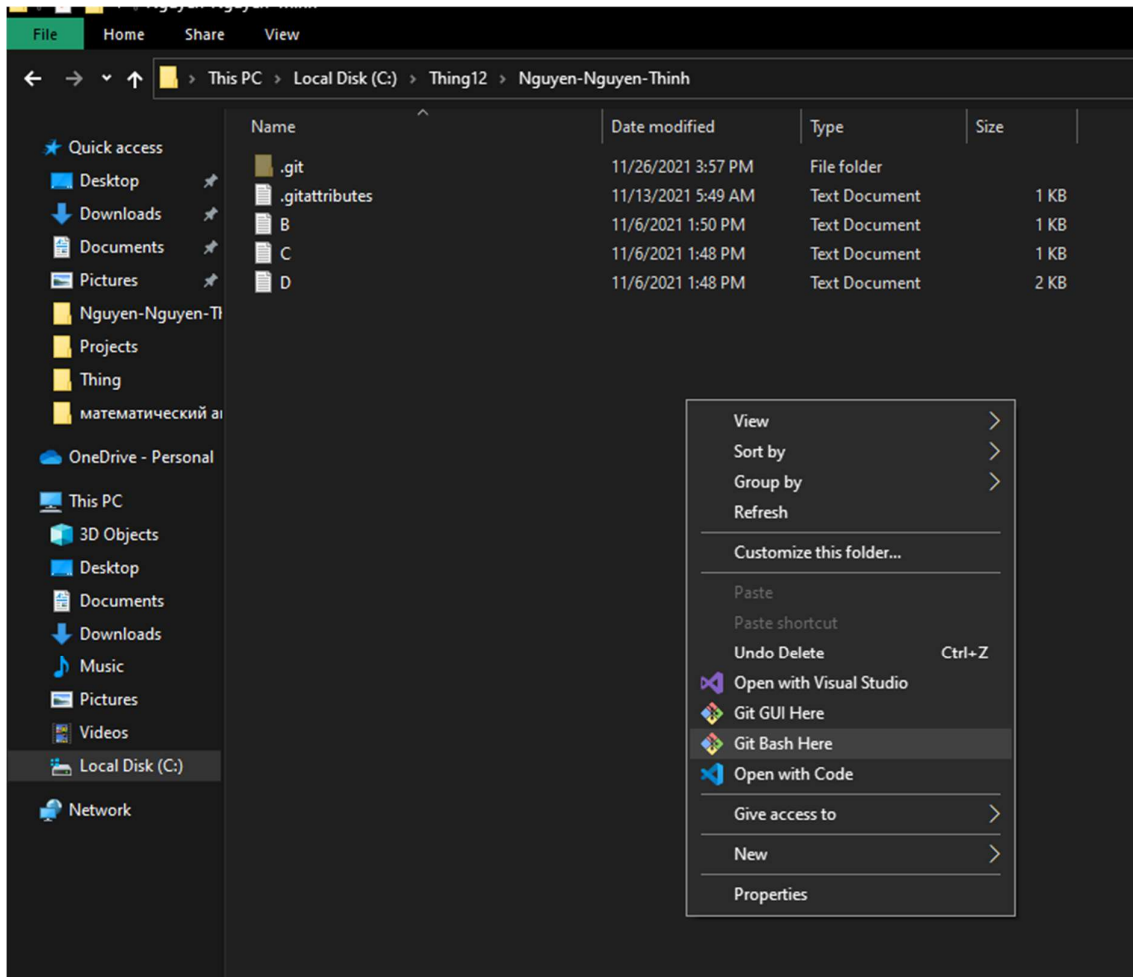 File Home Share View
This PC > Local Disk (C:) > Thing12 > Nguyen-Nguyen-Thinh
Name Date modified Type Size
Quick access
Desktop
Downloads
Documents
Pictures
Nguyen-Nguyen-Th
Projects
Thing
математический ан
OneDrive - Personal
This PC
3D Objects
Desktop
Documents
Downloads
Music
Pictures
Videos
Local Disk (C:)
Network
.git 11/26/2021 3:57 PM File folder
.gitattributes 11/13/2021 5:49 AM Text Document 1 KB
B 11/6/2021 1:50 PM Text Document 1 KB
C 11/6/2021 1:48 PM Text Document 1 KB
D 11/6/2021 1:48 PM Text Document 2 KB
View
Sort by
Group by
Refresh
Customize this folder...
Paste
Paste shortcut
Undo Delete Ctrl+Z
Open with Visual Studio
Git GUI Here
Git Bash Here
Open with Code
Give access to
New
Properties